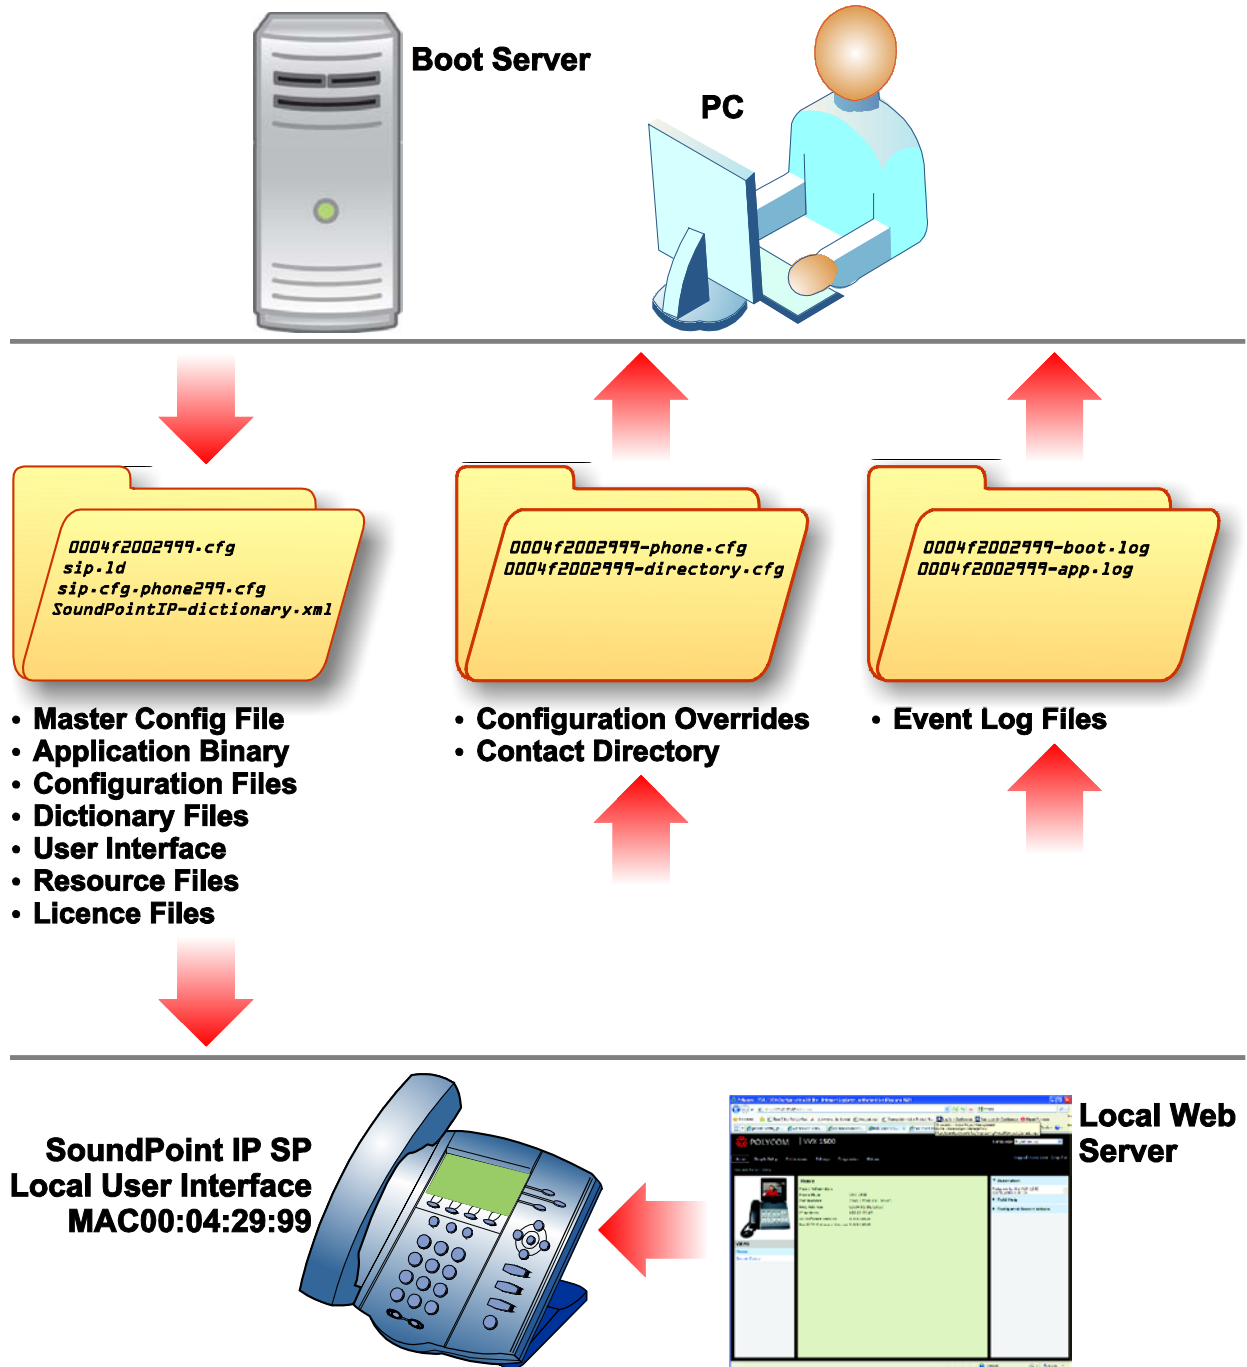 Boot Server
PC
0004f2002999.cfg
sip.ld
sip.cfg.phone299.cfg
SoundPointIP-dictionary.xml
0004f2002999-phone.cfg
0004f2002999-directory.cfg
0004f2002999-boot.log
0004f2002999-app.log
• Master Config File
• Application Binary
• Configuration Files
• Dictionary Files
• User Interface
• Resource Files
• Licence Files
• Configuration Overrides
• Contact Directory
• Event Log Files
SoundPoint IP SP
Local User Interface
MAC00:04:29:99
POLYCOM
VVX 1500
Home
Local Web
Server